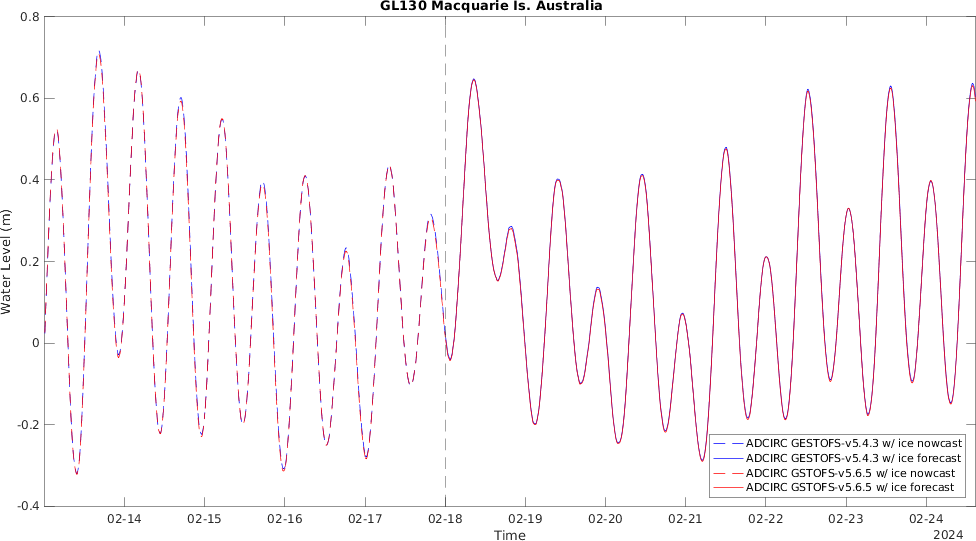 GL130 Macquarie Is. Australia
0.8
0.6
0.4
0.2
0
-0.2
-0.4
Water Level (m)
02-14 02-15 02-16 02-17 02-18 02-19 02-20 02-21 02-22 02-23 02-24
Time
2024
ADCIRC GESTOFS-v5.4.3 w/ ice nowcast
ADCIRC GESTOFS-v5.4.3 w/ ice forecast
ADCIRC GSTOFS-v5.6.5 w/ ice nowcast
ADCIRC GSTOFS-v5.6.5 w/ ice forecast